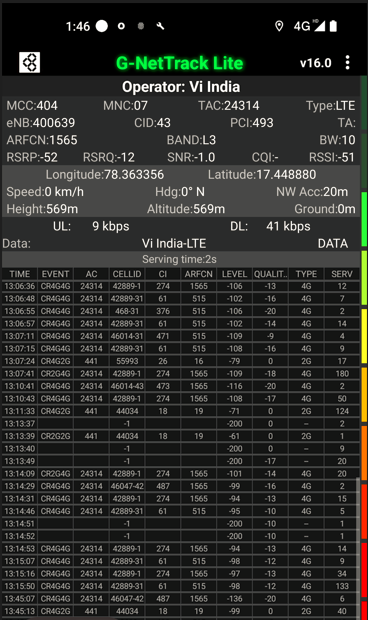 1:46 4G HD
G-NetTrack Lite v16.0
Operator: Vi India
MCC:404 MNC:07 TAC:24314 Type:LTE
eNB:400639 CID:43 PCI:493 TA:
ARFCN:1565 BAND:L3 BW:10
RSRP:-52 RSRQ:-12 SNR:-1.0 CQI:- RSSI:-51
Longitude:78.363356 Latitude:17.448880
Speed:0 km/h Hdg:0° N NW Acc:20m
Height:569m Altitude:569m Ground:0m
UL: 9 kbps DL: 41 kbps
Data: Vi India-LTE DATA
Serving time:2s
TIME EVENT AC CELLID CI ARFCN LEVEL QUALIT.. TYPE SERV
13:06:36 CR4G4G 24314 42889-1 274 1565 -106 -13 4G 12
13:06:48 CR4G4G 24314 42889-31 61 515 -102 -16 4G 7
13:06:55 CR4G4G 24314 468-31 376 515 -106 -20 4G 2
13:06:57 CR4G4G 24314 42889-31 61 515 -102 -14 4G 14
13:07:11 CR4G4G 24314 46014-31 471 515 -109 -9 4G 4
13:07:15 CR4G4G 24314 42889-31 61 515 -108 -16 4G 9
13:07:24 CR4G2G 441 55993 26 16 -79 0 2G 17
13:07:41 CR2G4G 24314 42889-1 274 1565 -109 -18 4G 180
13:10:41 CR4G4G 24314 46014-43 473 1565 -116 -20 4G 2
13:10:43 CR4G4G 24314 42889-1 274 1565 -108 -17 4G 50
13:11:33 CR4G2G 441 44034 18 19 -71 0 2G 124
13:13:37 -1 -200 0 – 2
13:13:39 CR2G2G 441 44034 18 19 -61 0 2G 1
13:13:40 -1 -200 0 – 9
13:13:49 -1 -200 -17 – 20
13:14:09 CR2G4G 24314 42889-1 274 1565 -101 -14 4G 20
13:14:29 CR4G4G 24314 46047-42 487 1565 -99 -16 4G 2
13:14:31 CR4G4G 24314 42889-1 274 1565 -94 -13 4G 15
13:14:46 CR4G4G 24314 42889-31 61 515 -95 -10 4G 5
13:14:51 -1 -200 -10 – 1
13:14:52 -1 -200 -10 – 1
13:14:53 CR4G4G 24314 42889-1 274 1565 -94 -13 4G 14
13:15:07 CR4G4G 24314 42889-31 61 515 -98 -12 4G 9
13:15:16 CR4G4G 24314 42889-1 274 1565 -97 -13 4G 34
13:15:50 CR4G4G 24314 42889-31 61 515 -98 -12 4G 133
13:45:07 CR4G4G 24314 46047-42 487 1565 -136 -20 4G 6
13:45:13 CR4G2G 441 44034 18 19 -99 0 2G 40